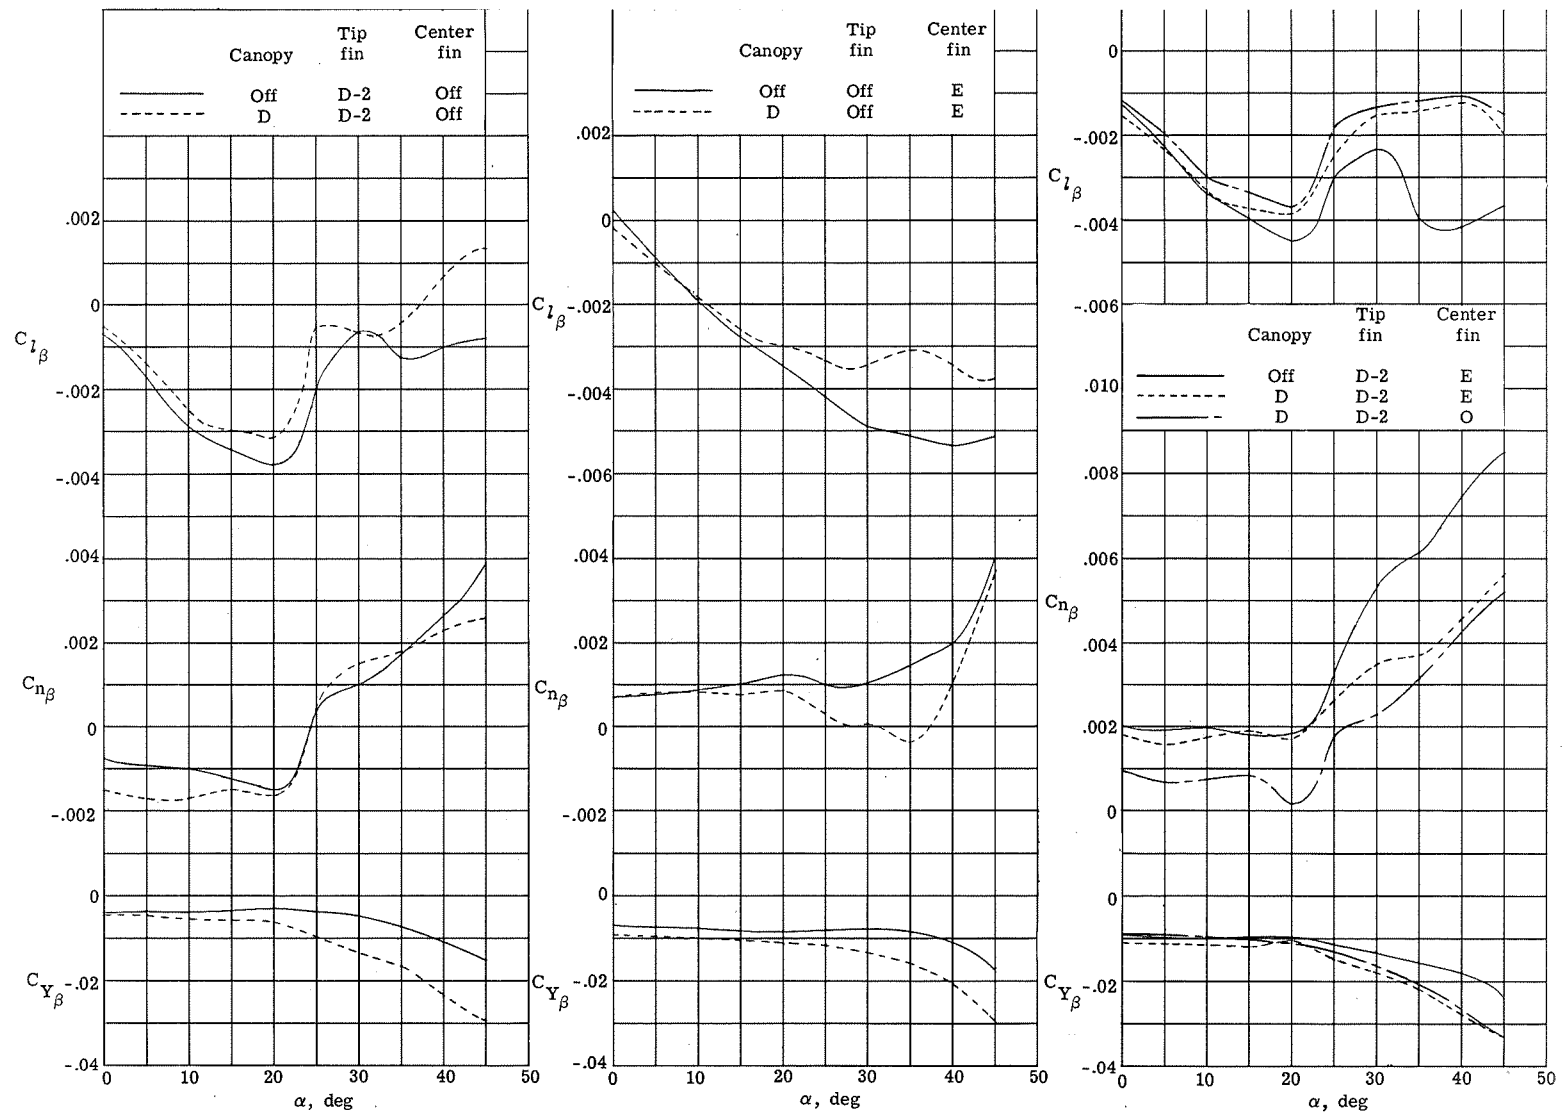 Canopy Tip fin Center fin
Off D-2 Off
D D-2 Off
.002
0
C_lβ
-.002
-.004
.004
.002
C_nβ
0
-.002
0
C_Yβ -.02
-.04
0 10 20 30 40 50
α, deg
Canopy Tip fin Center fin
Off Off E
D Off E
.002
0
C_lβ -.002
-.004
-.006
.004
.002
C_nβ
0
-.002
0
C_Yβ -.02
-.04
0 10 20 30 40 50
α, deg
0
-.002
C_lβ
-.004
-.006
Canopy Tip fin Center fin
Off D-2 E
D D-2 E
D D-2 O
.010
.008
.006
C_nβ
.004
.002
0
0
C_Yβ -.02
-.04
0 10 20 30 40 50
α, deg